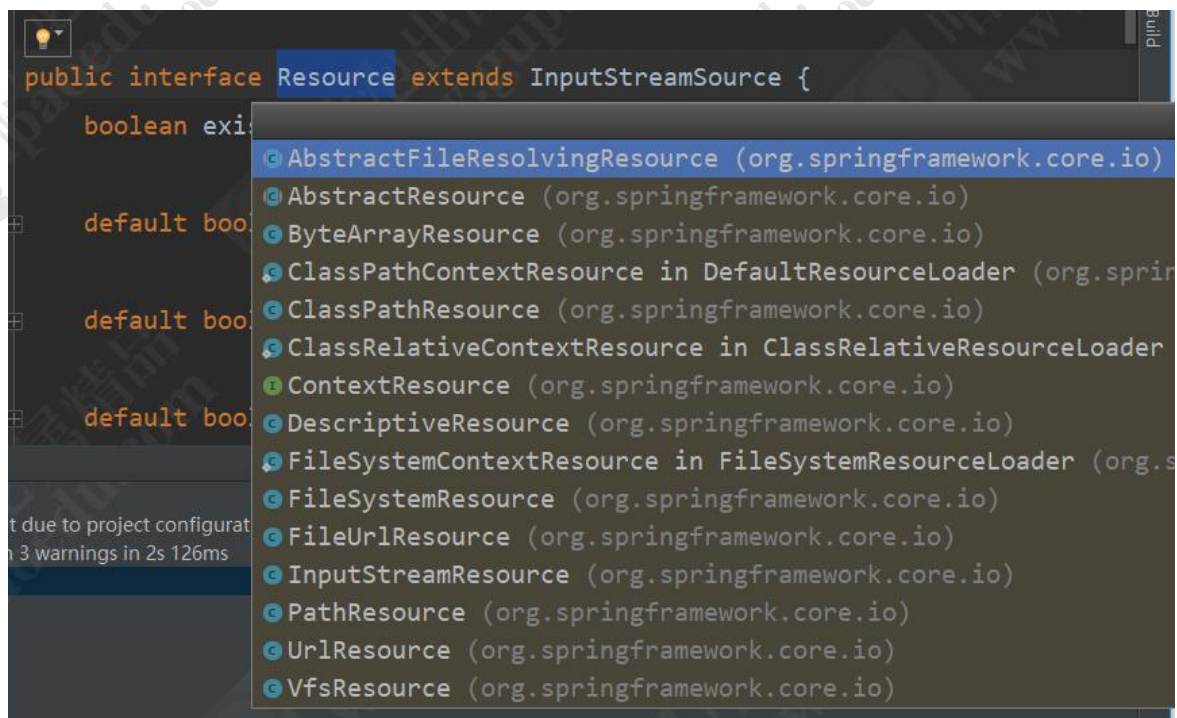 Build
public interface Resource extends InputStreamSource {
boolean exis
AbstractFileResolvingResource (org.springframework.core.io)
AbstractResource (org.springframework.core.io)
default boo
ByteArrayResource (org.springframework.core.io)
ClassPathContextResource in DefaultResourceLoader (org.sprin
ClassPathResource (org.springframework.core.io)
default boo
ClassRelativeContextResource in ClassRelativeResourceLoader
ContextResource (org.springframework.core.io)
default boo
DescriptiveResource (org.springframework.core.io)
FileSystemContextResource in FileSystemResourceLoader (org.s
FileSystemResource (org.springframework.core.io)
t due to project configurat
FileUrlResource (org.springframework.core.io)
3 warnings in 2s 126ms
InputStreamResource (org.springframework.core.io)
PathResource (org.springframework.core.io)
UrlResource (org.springframework.core.io)
VfsResource (org.springframework.core.io)